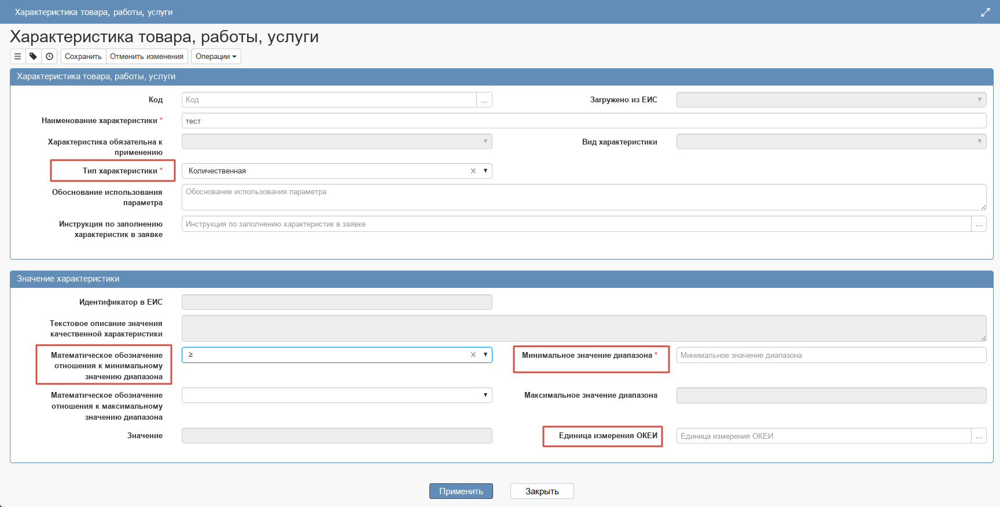 Характеристика товара, работы, услуги
Характеристика товара, работы, услуги
Сохранить Отменить изменения Операции
Характеристика товара, работы, услуги
Код Код ... Загружено из ЕИС
Наименование характеристики * тест
Характеристика обязательна к Вид характеристики
применению
Тип характеристики * Количественная × ▼
Обоснование использования Обоснование использования параметра
параметра
Инструкция по заполнению Инструкция по заполнению характеристик в заявке ...
характеристик в заявке
Значение характеристики
Идентификатор в ЕИС
Текстовое описание значения
качественной характеристики
Математическое обозначение ≥ × ▼ Минимальное значение диапазона * Минимальное значение диапазона
отношения к минимальному
значению диапазона
Математическое обозначение Максимальное значение диапазона
отношения к максимальному
значению диапазона
Значение Единица измерения ОКЕИ Единица измерения ОКЕИ ...
Применить Закрыть